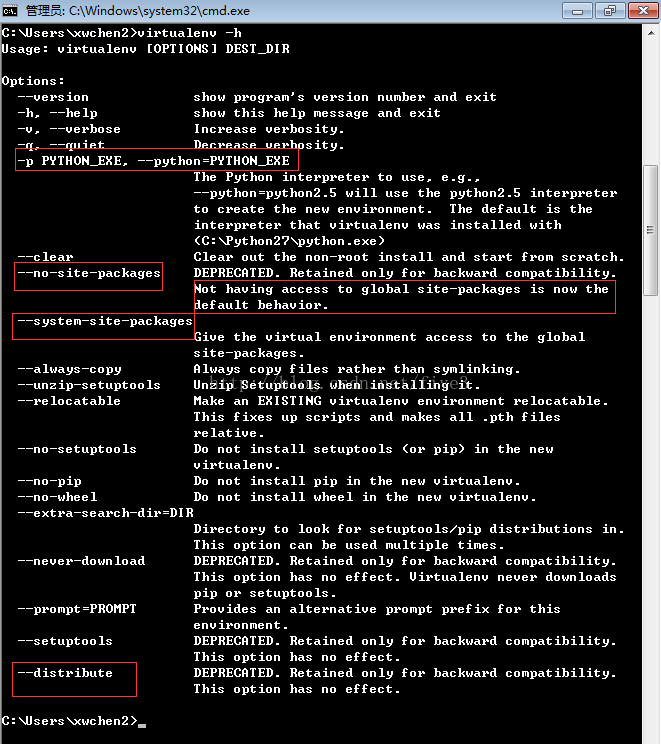 管理员: C:\Windows\system32\cmd.exe
C:\Users\xwchen2>virtualenv -h
Usage: virtualenv [OPTIONS] DEST_DIR
Options:
--version show program's version number and exit
-h, --help show this help message and exit
-v, --verbose Increase verbosity.
-q, --quiet Decrease verbosity.
-p PYTHON_EXE, --python=PYTHON_EXE
The Python interpreter to use, e.g.,
--python=python2.5 will use the python2.5 interpreter
to create the new environment.  The default is the
interpreter that virtualenv was installed with
(C:\Python27\python.exe)
--clear Clear out the non-root install and start from scratch.
--no-site-packages DEPRECATED. Retained only for backward compatibility.
Not having access to global site-packages is now the
default behavior.
--system-site-packages
Give the virtual environment access to the global
site-packages.
--always-copy Always copy files rather than symlinking.
--unzip-setuptools Unzip Setuptools when installing it.
http://blog.csdn.net/five3
--relocatable Make an EXISTING virtualenv environment relocatable.
This fixes up scripts and makes all .pth files
relative.
--no-setuptools Do not install setuptools (or pip) in the new
virtualenv.
--no-pip Do not install pip in the new virtualenv.
--no-wheel Do not install wheel in the new virtualenv.
--extra-search-dir=DIR
Directory to look for setuptools/pip distributions in.
This option can be used multiple times.
--never-download DEPRECATED. Retained only for backward compatibility.
This option has no effect. Virtualenv never downloads
pip or setuptools.
--prompt=PROMPT Provides an alternative prompt prefix for this
environment.
--setuptools DEPRECATED. Retained only for backward compatibility.
This option has no effect.
--distribute DEPRECATED. Retained only for backward compatibility.
This option has no effect.
C:\Users\xwchen2>_